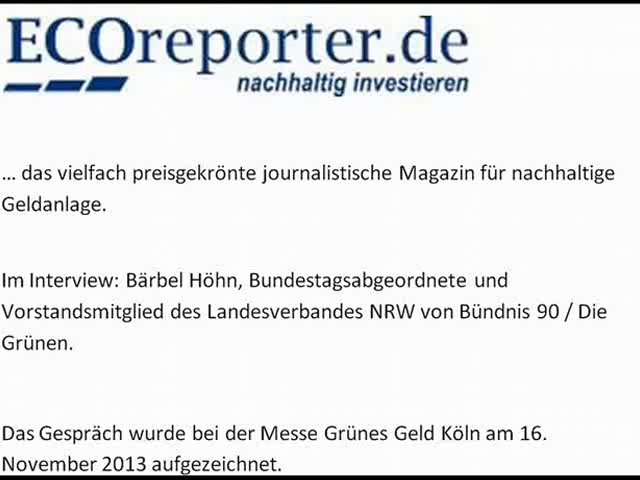 ECOreporter.de
nachhaltig investieren
... das vielfach preisgekrönte journalistische Magazin für nachhaltige
Geldanlage.
Im Interview: Bärbel Höhn, Bundestagsabgeordnete und
Vorstandsmitglied des Landesverbandes NRW von Bündnis 90 / Die
Grünen.
Das Gespräch wurde bei der Messe Grünes Geld Köln am 16.
November 2013 aufgezeichnet.